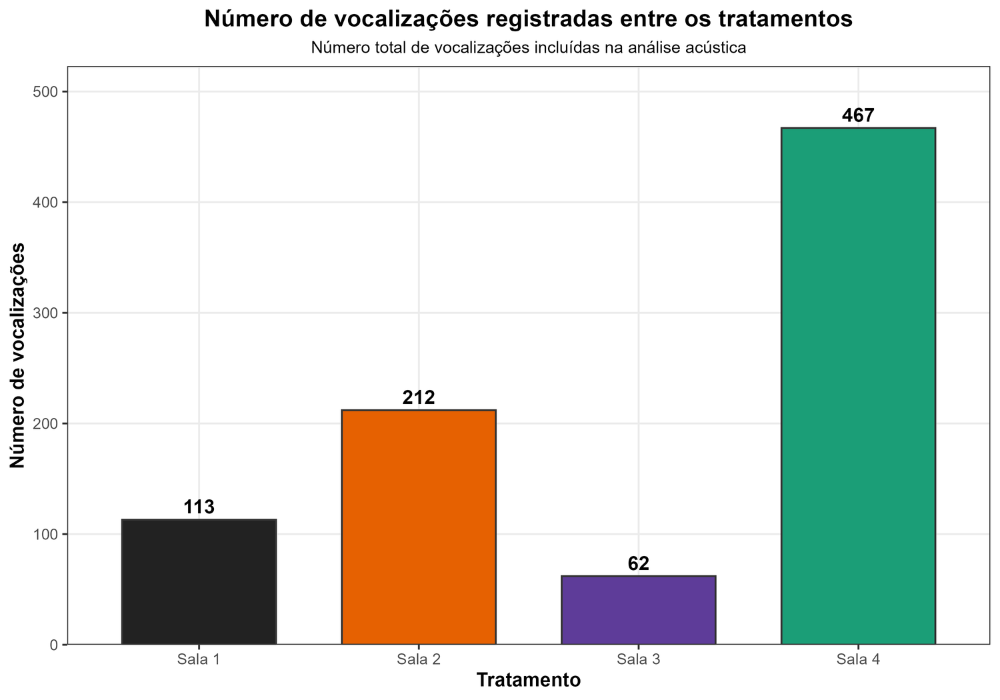 Número de vocalizações registradas entre os tratamentos
Número total de vocalizações incluídas na análise acústica
Número de vocalizações
500
400
300
200
100
0
113
212
62
467
Sala 1
Sala 2
Sala 3
Sala 4
Tratamento